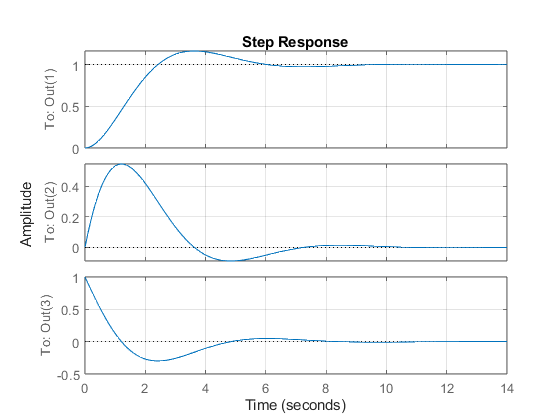 Step Response
To: Out(1)
1
0.5
0
Amplitude
To: Out(2)
0.4
0.2
0
To: Out(3)
1
0.5
0
-0.5
0 2 4 6 8 10 12 14
Time (seconds)